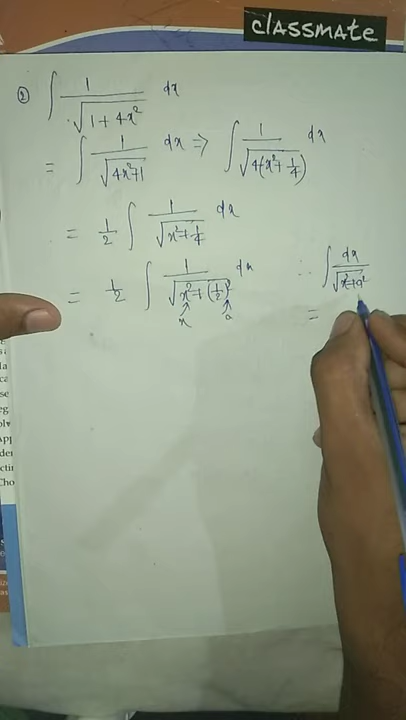 classmate
② ∫ 1/√(1+4x²) dx
= ∫ 1/√(4x²+1) dx ⇒ ∫ 1/√(4(x²+1/4)) dx
= 1/2 ∫ 1/√(x²+1/4) dx
= 1/2 ∫ 1/√(x²+(1/2)²) dx ∴ ∫ dx/√(x²+a²)
x a =